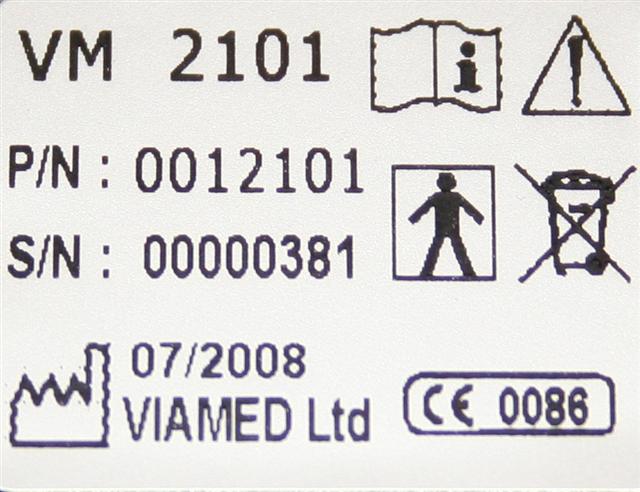 VM 2101
P/N : 0012101
S/N : 00000381
07/2008
VIAMED Ltd
CE 0086